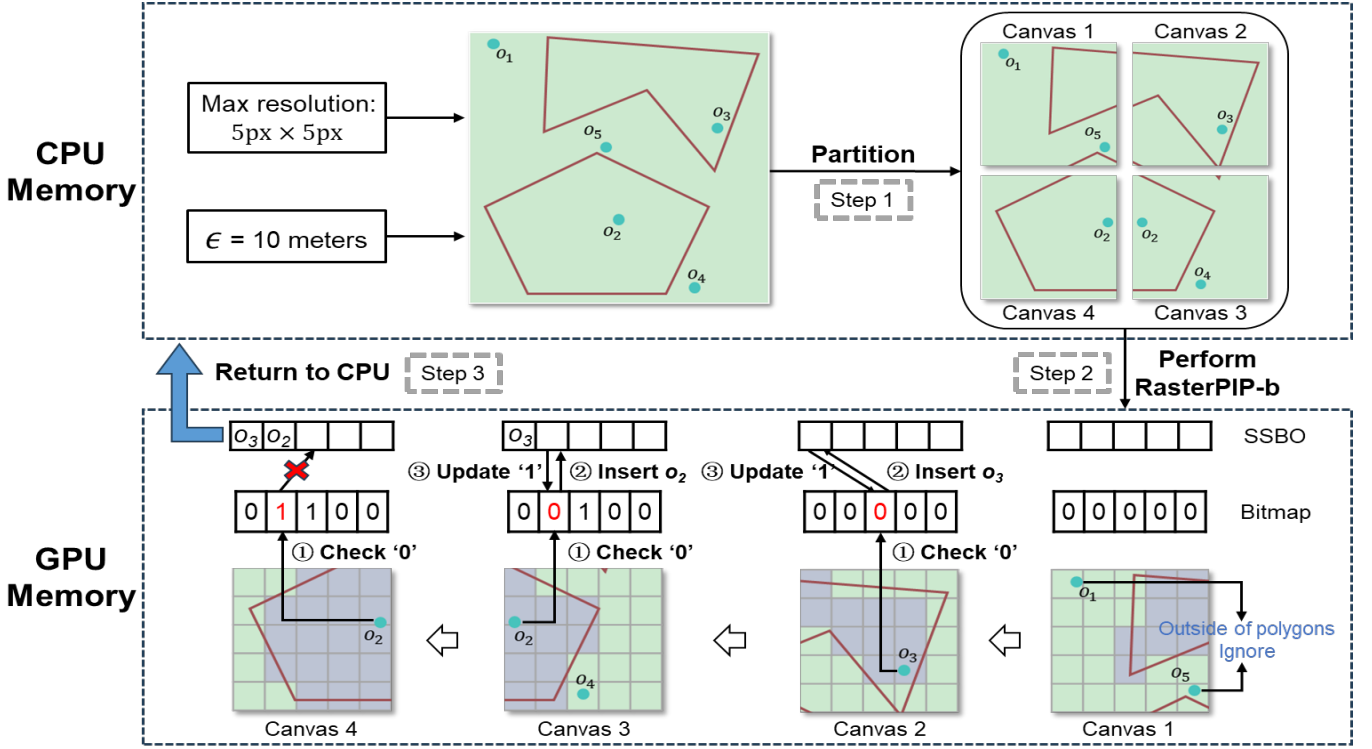 CPU
Memory
Max resolution:
5px × 5px
ϵ = 10 meters
o₁
o₃
o₅
o₂
o₄
Partition
Step 1
Canvas 1
Canvas 2
o₁
o₅
o₃
o₂
o₂
o₄
Canvas 4
Canvas 3
Return to CPU
Step 3
Step 2
Perform
RasterPIP-b
GPU
Memory
o₃ o₂
o₃
SSBO
③ Update ‘1’
② Insert o₂
③ Update ‘1’
② Insert o₃
0 1 1 0 0
0 0 1 0 0
0 0 0 0 0
0 0 0 0 0
Bitmap
① Check ‘0’
① Check ‘0’
① Check ‘0’
o₂
o₂
o₄
o₃
o₁
o₅
Outside of polygons
Ignore
Canvas 4
Canvas 3
Canvas 2
Canvas 1